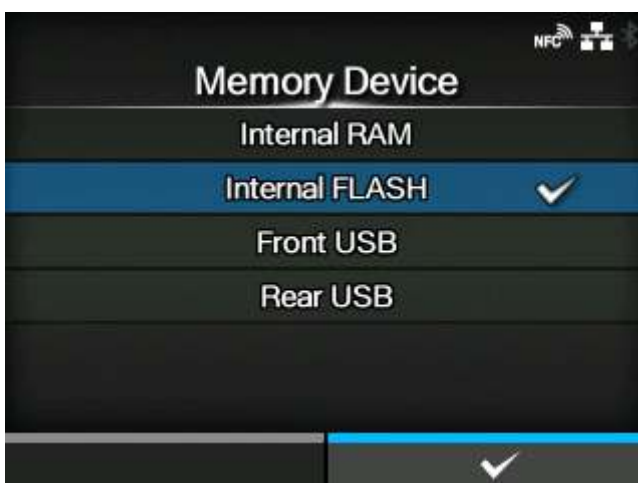 NFC
Memory Device
Internal RAM
Internal FLASH
Front USB
Rear USB